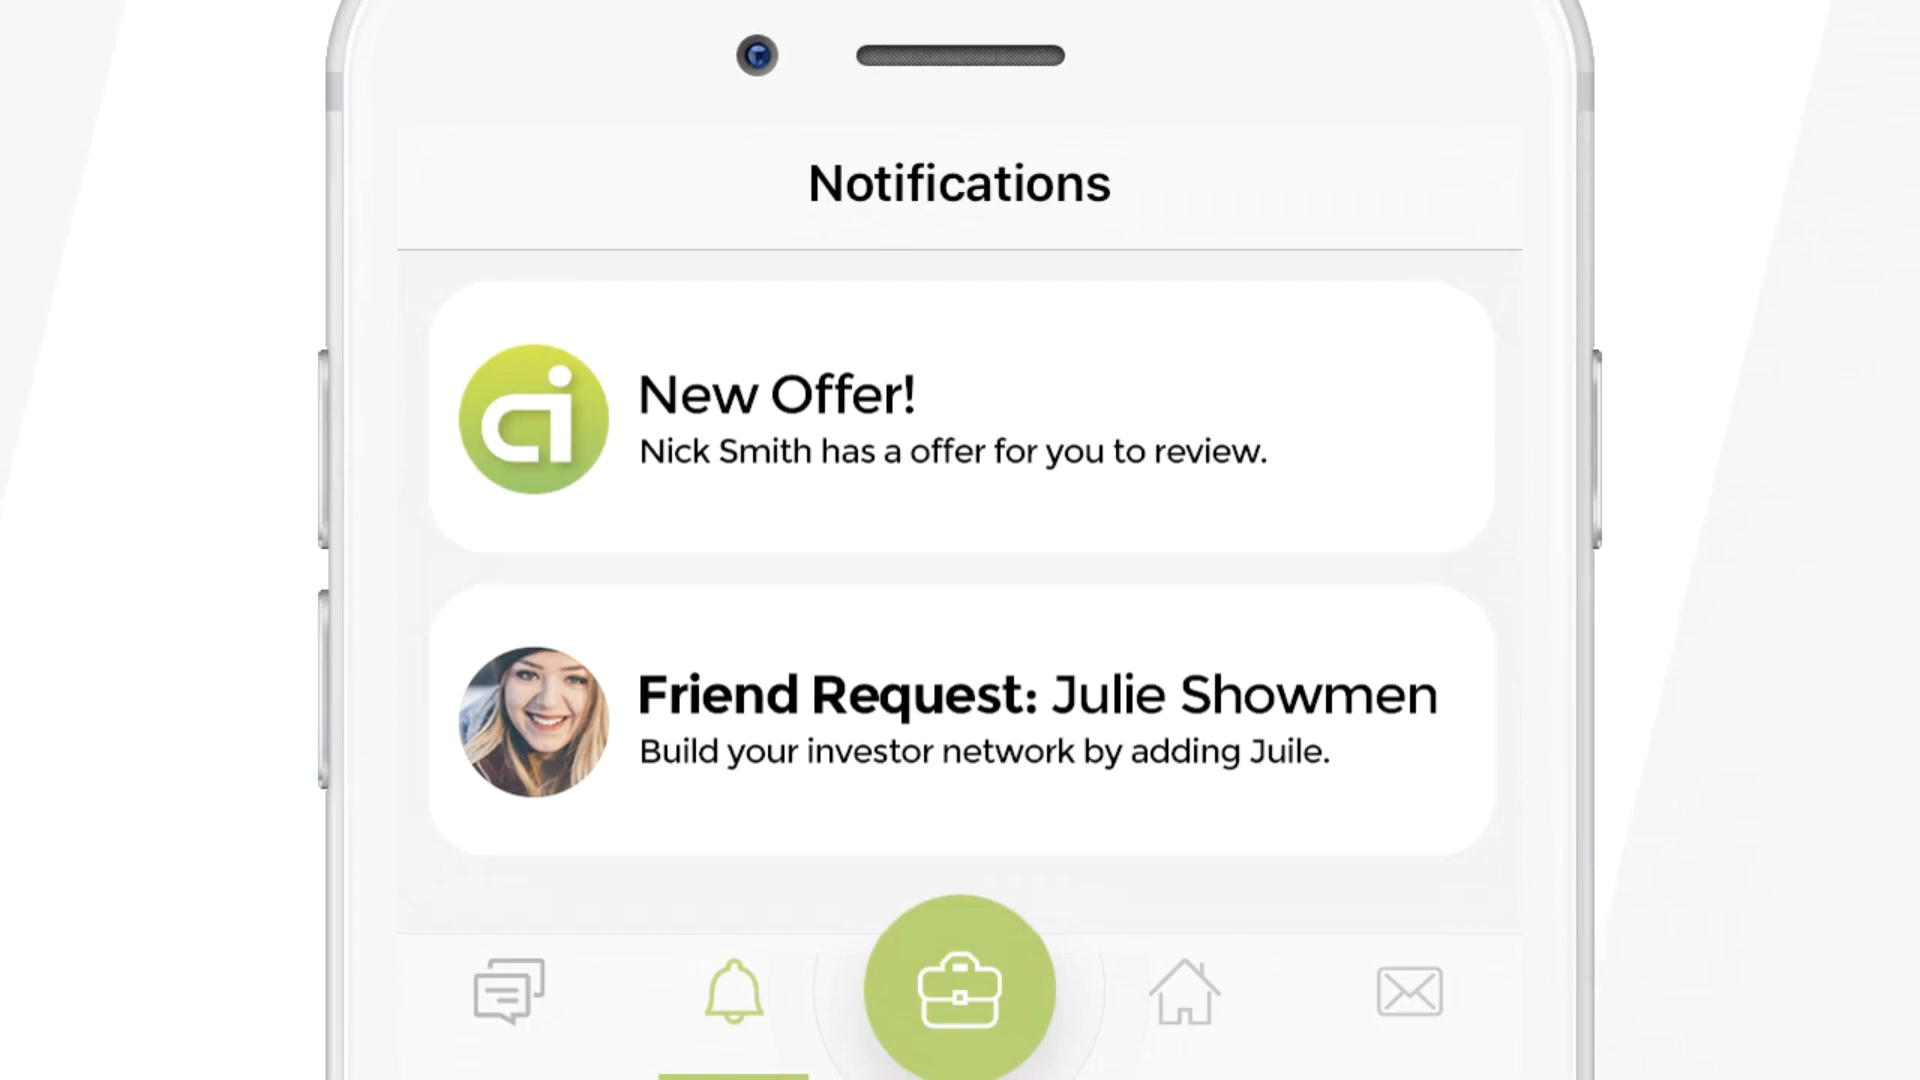 Notifications
ci
New Offer!
Nick Smith has a offer for you to review.
Friend Request: Julie Showmen
Build your investor network by adding Juile.